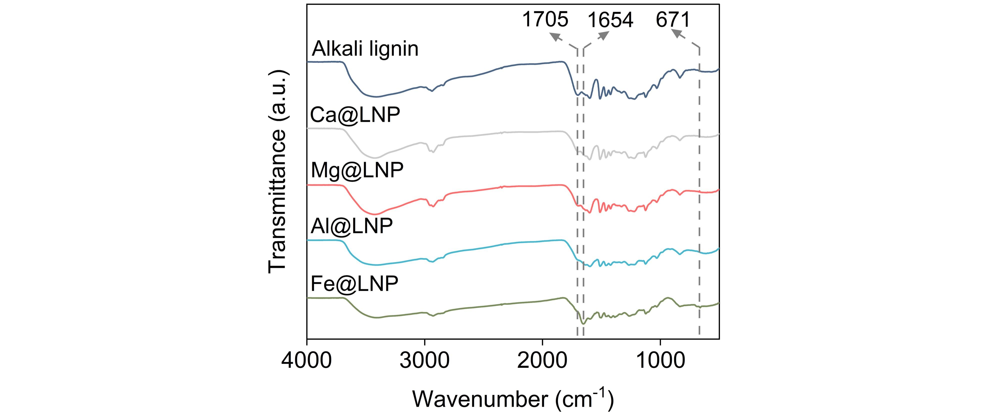 1705 1654 671
Alkali lignin
Ca@LNP
Mg@LNP
Al@LNP
Fe@LNP
Transmittance (a.u.)
4000 3000 2000 1000
Wavenumber (cm⁻¹)